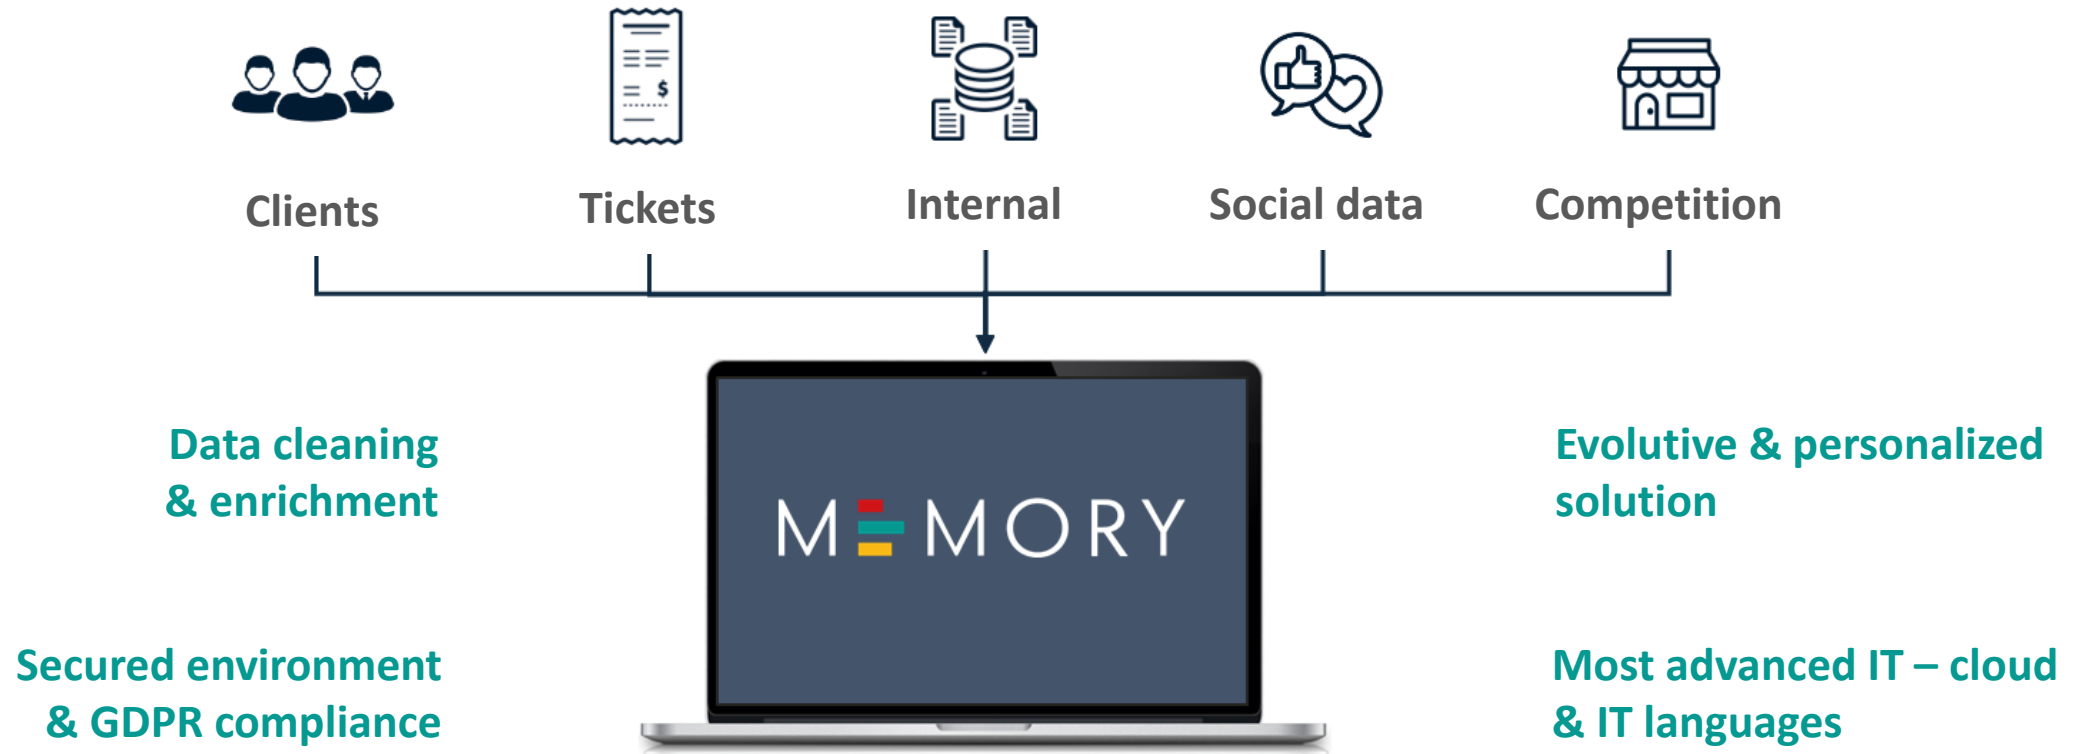 $
Clients
Tickets
Internal
Social data
Competition
MEMORY
Data cleaning
& enrichment
Evolutive & personalized
solution
Secured environment
& GDPR compliance
Most advanced IT – cloud
& IT languages